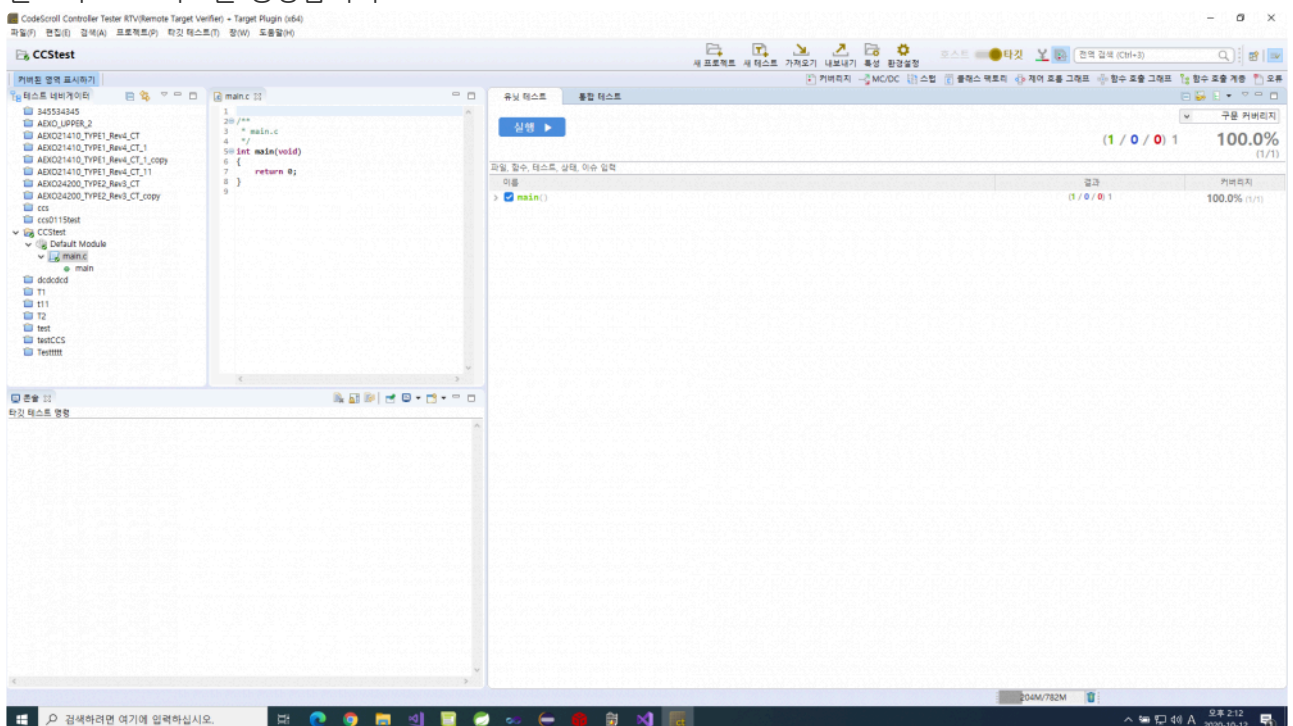 CodeScroll Controller Tester RTV(Remote Target Verifier) + Target Plugin (x64)
파일(F) 편집(E) 검색(A) 프로젝트(P) 타깃 테스트(T) 창(W) 도움말(H)
CCStest
새 프로젝트 새 테스트 가져오기 내보내기 특성 환경설정 호스트 타깃 전역 검색 (Ctrl+3)
커버된 영역 표시하기
커버리지 MC/DC 스텁 클래스 팩토리 제어 흐름 그래프 함수 호출 그래프 함수 호출 계층 오류
테스트 네비게이터
345534345
AEXO_UPPER_2
AEXO21410_TYPE1_Rev4_CT
AEXO21410_TYPE1_Rev4_CT_1
AEXO21410_TYPE1_Rev4_CT_1_copy
AEXO21410_TYPE1_Rev4_CT_11
AEXO24200_TYPE2_Rev3_CT
AEXO24200_TYPE2_Rev3_CT_copy
ccs
ccs0115test
CCStest
Default Module
main.c
main
dcdcdcd
T1
t11
T2
test
testCCS
Testtttt
main.c
1
2 /**
3 * main.c
4 */
5 int main(void)
6 {
7 return 0;
8 }
9
유닛 테스트 통합 테스트
구문 커버리지
실행
(1 / 0 / 0) 1 100.0%
(1/1)
파일, 함수, 테스트, 상태, 이슈 입력
이름 결과 커버리지
main() (1 / 0 / 0) 1 100.0% (1/1)
콘솔
타깃 테스트 명령
204M/782M
검색하려면 여기에 입력하십시오.
A 오후 2:12
2020-10-12